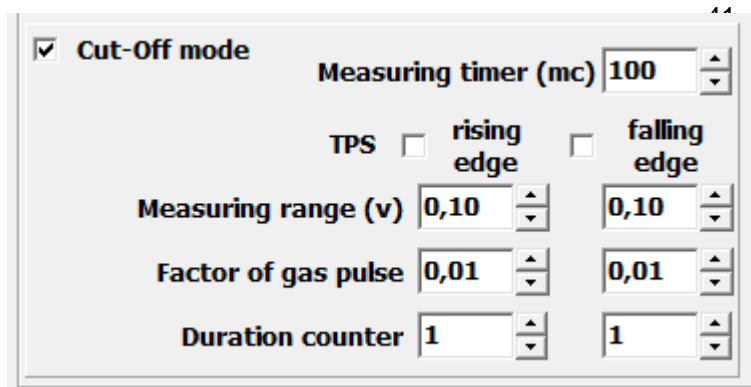 Cut-Off mode
Measuring timer (mc) 100
TPS rising edge falling edge
Measuring range (v) 0,10 0,10
Factor of gas pulse 0,01 0,01
Duration counter 1 1